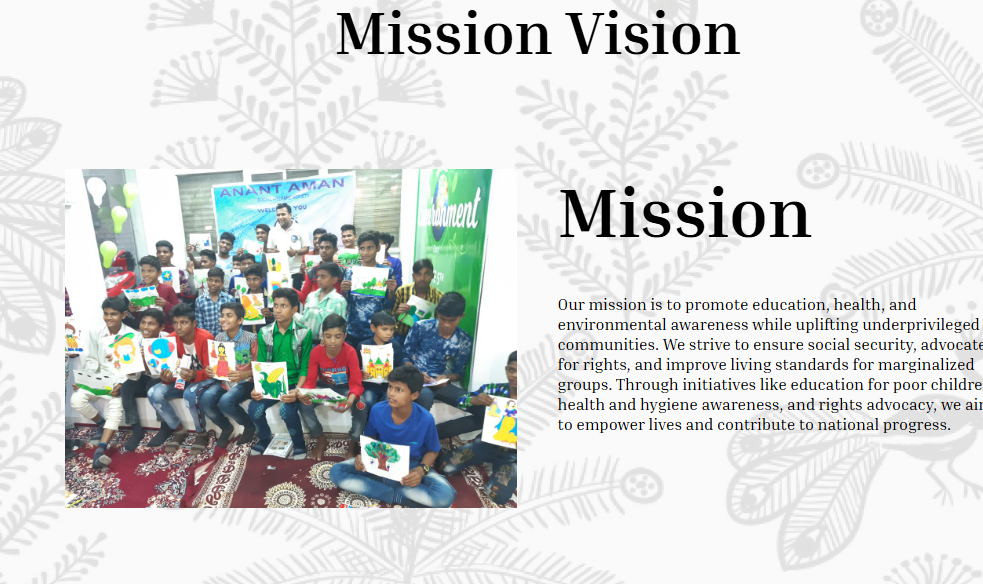 Mission Vision
ANANT AMAN
WELCOME YOU
Mission
Our mission is to promote education, health, and
environmental awareness while uplifting underprivileged
communities. We strive to ensure social security, advocate
for rights, and improve living standards for marginalized
groups. Through initiatives like education for poor childre
health and hygiene awareness, and rights advocacy, we ai
to empower lives and contribute to national progress.